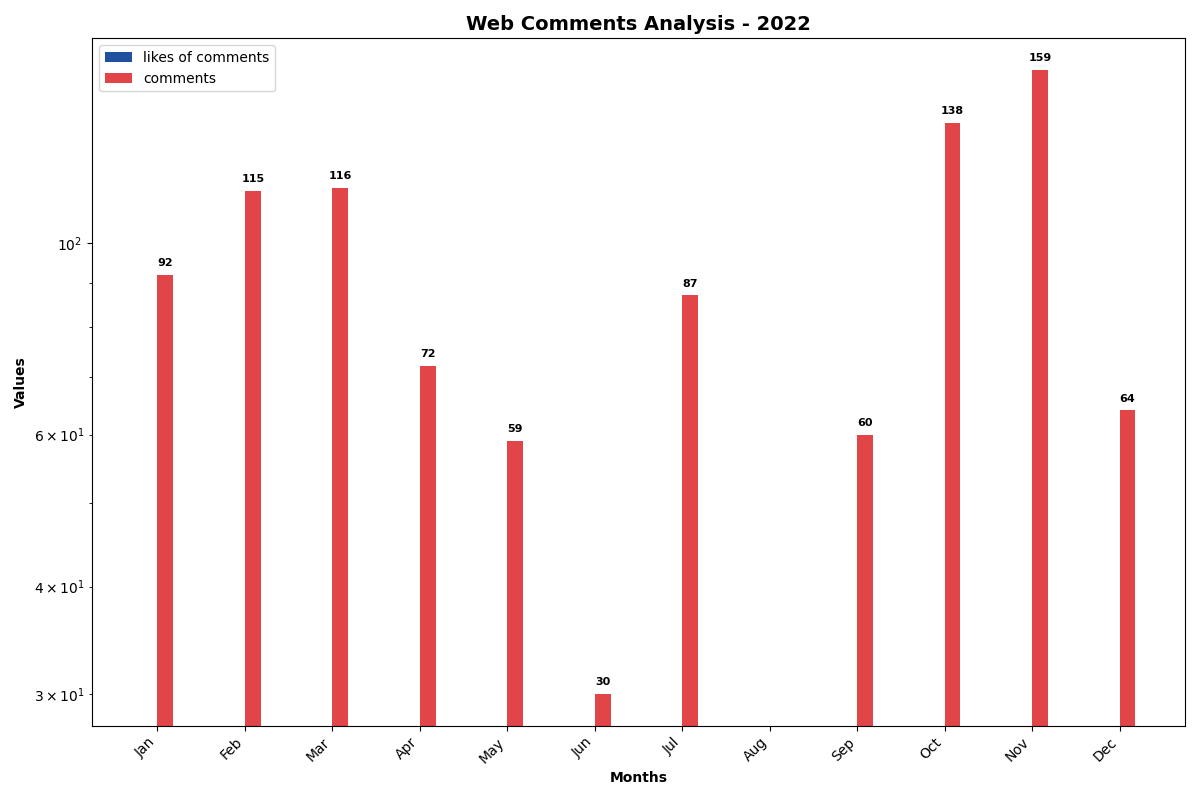 Web Comments Analysis - 2022
likes of comments
comments
159
138
116
115
10²
92
87
72
Values
64
60
6 × 10¹
59
4 × 10¹
30
3 × 10¹
Jan Feb Mar Apr May Jun Jul Aug Sep Oct Nov Dec
Months